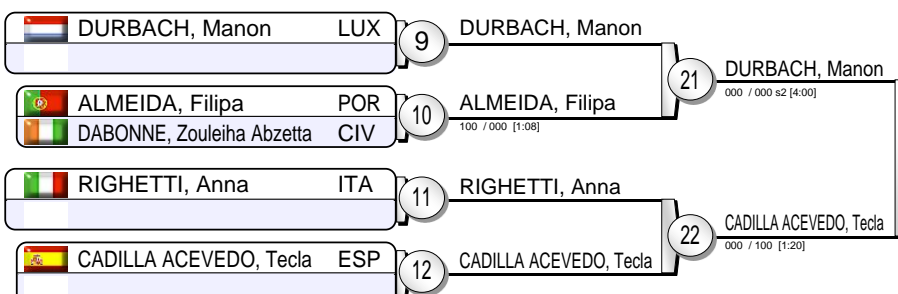 DURBACH, Manon LUX
9
DURBACH, Manon
21
DURBACH, Manon
000 / 000 s2 [4:00]
ALMEIDA, Filipa POR
DABONNE, Zouleiha Abzetta CIV
10
ALMEIDA, Filipa
100 / 000 [1:08]
RIGHETTI, Anna ITA
11
RIGHETTI, Anna
22
CADILLA ACEVEDO, Tecla
000 / 100 [1:20]
CADILLA ACEVEDO, Tecla ESP
12
CADILLA ACEVEDO, Tecla